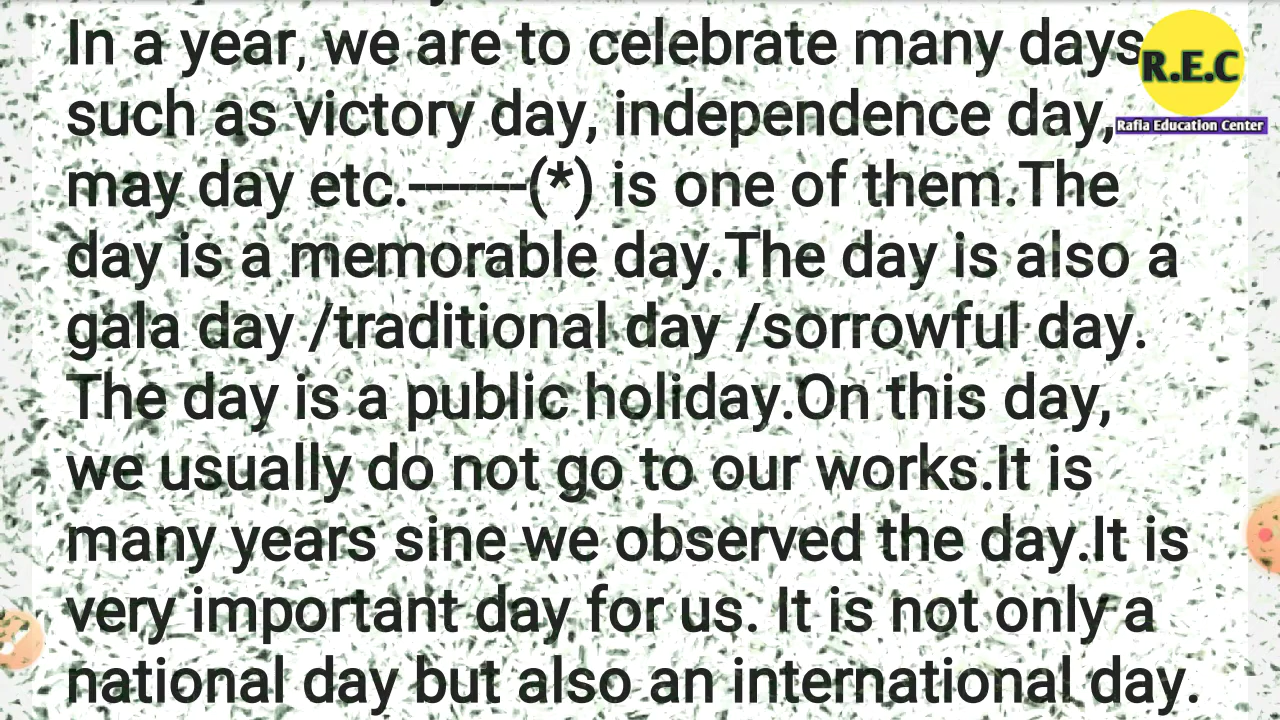 In a year, we are to celebrate many days
such as victory day, independence day,
may day etc.-------(*) is one of them.The
day is a memorable day.The day is also a
gala day /traditional day /sorrowful day.
The day is a public holiday.On this day,
we usually do not go to our works.It is
many years sine we observed the day.It is
very important day for us. It is not only a
national day but also an international day.
R.E.C
Rafia Education Center